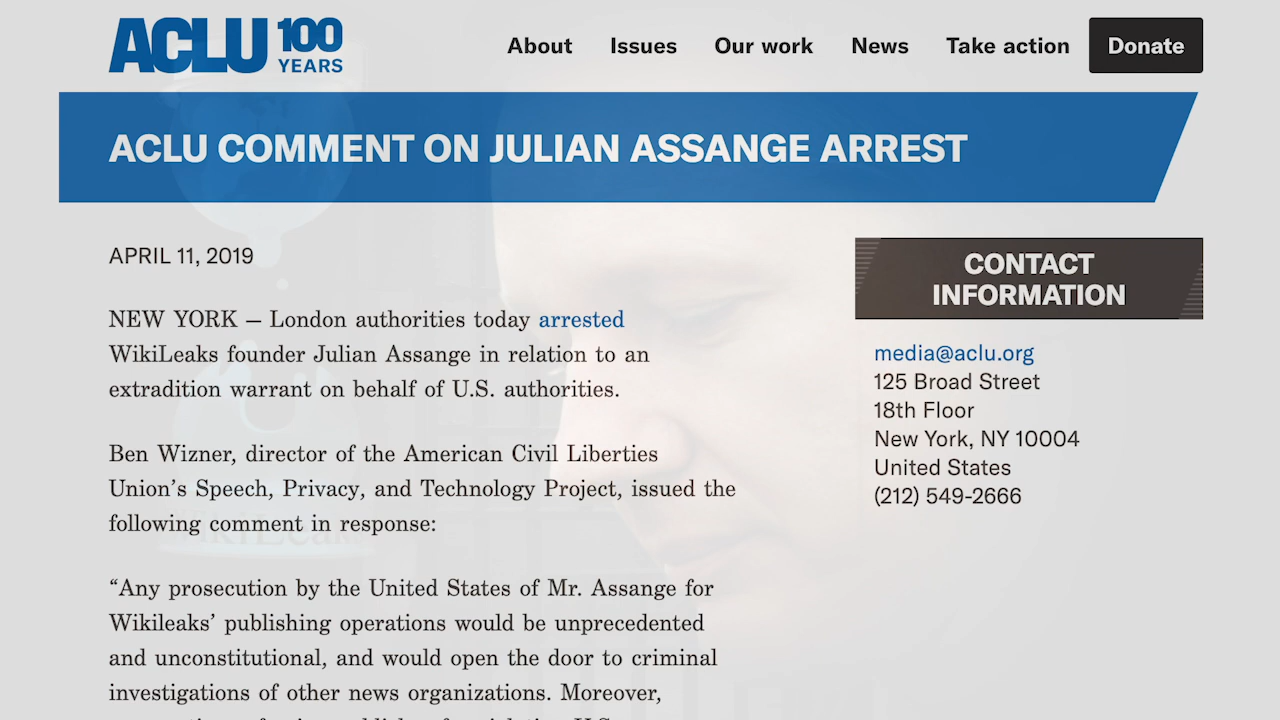 ACLU 100 YEARS
About Issues Our work News Take action Donate
ACLU COMMENT ON JULIAN ASSANGE ARREST
APRIL 11, 2019
NEW YORK — London authorities today arrested
WikiLeaks founder Julian Assange in relation to an
extradition warrant on behalf of U.S. authorities.
Ben Wizner, director of the American Civil Liberties
Union’s Speech, Privacy, and Technology Project, issued the
following comment in response:
“Any prosecution by the United States of Mr. Assange for
Wikileaks’ publishing operations would be unprecedented
and unconstitutional, and would open the door to criminal
investigations of other news organizations. Moreover,
CONTACT
INFORMATION
media@aclu.org
125 Broad Street
18th Floor
New York, NY 10004
United States
(212) 549-2666
WikiLeaks